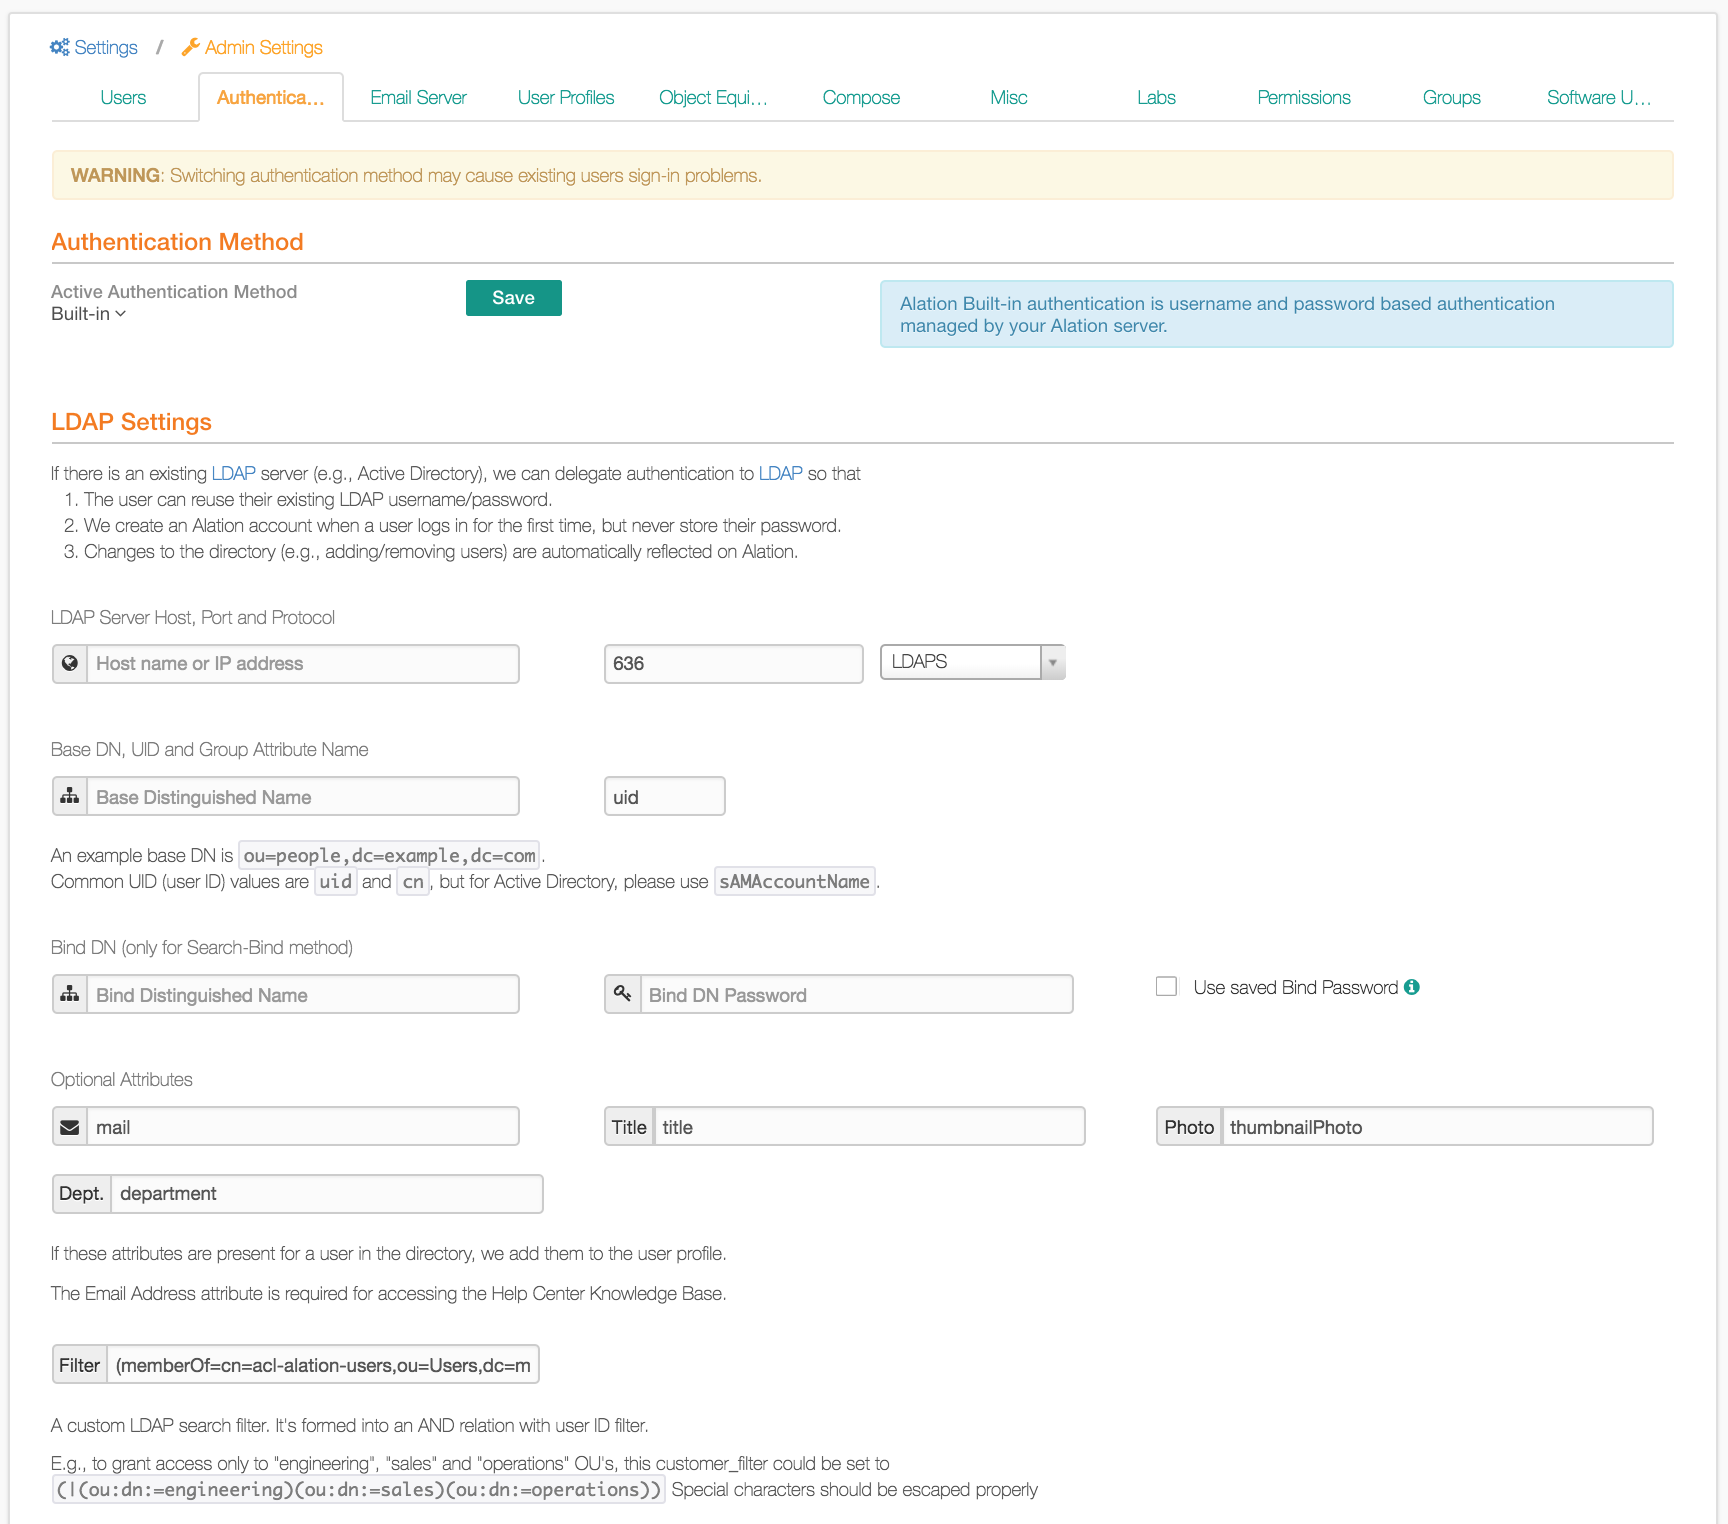 Settings / Admin Settings
Users Authentica... Email Server User Profiles Object Equi... Compose Misc Labs Permissions Groups Software U...
WARNING: Switching authentication method may cause existing users sign-in problems.
Authentication Method
Active Authentication Method
Built-in
Save
Alation Built-in authentication is username and password based authentication
managed by your Alation server.
LDAP Settings
If there is an existing LDAP server (e.g., Active Directory), we can delegate authentication to LDAP so that
1. The user can reuse their existing LDAP username/password.
2. We create an Alation account when a user logs in for the first time, but never store their password.
3. Changes to the directory (e.g., adding/removing users) are automatically reflected on Alation.
LDAP Server Host, Port and Protocol
Host name or IP address 636 LDAPS
Base DN, UID and Group Attribute Name
Base Distinguished Name uid
An example base DN is ou=people,dc=example,dc=com.
Common UID (user ID) values are uid and cn, but for Active Directory, please use sAMAccountName.
Bind DN (only for Search-Bind method)
Bind Distinguished Name Bind DN Password Use saved Bind Password
Optional Attributes
mail Title title Photo thumbnailPhoto
Dept. department
If these attributes are present for a user in the directory, we add them to the user profile.
The Email Address attribute is required for accessing the Help Center Knowledge Base.
Filter (memberOf=cn=acl-alation-users,ou=Users,dc=m
A custom LDAP search filter. It's formed into an AND relation with user ID filter.
E.g., to grant access only to "engineering", "sales" and "operations" OU's, this customer_filter could be set to
(|(ou:dn:=engineering)(ou:dn:=sales)(ou:dn:=operations)) Special characters should be escaped properly